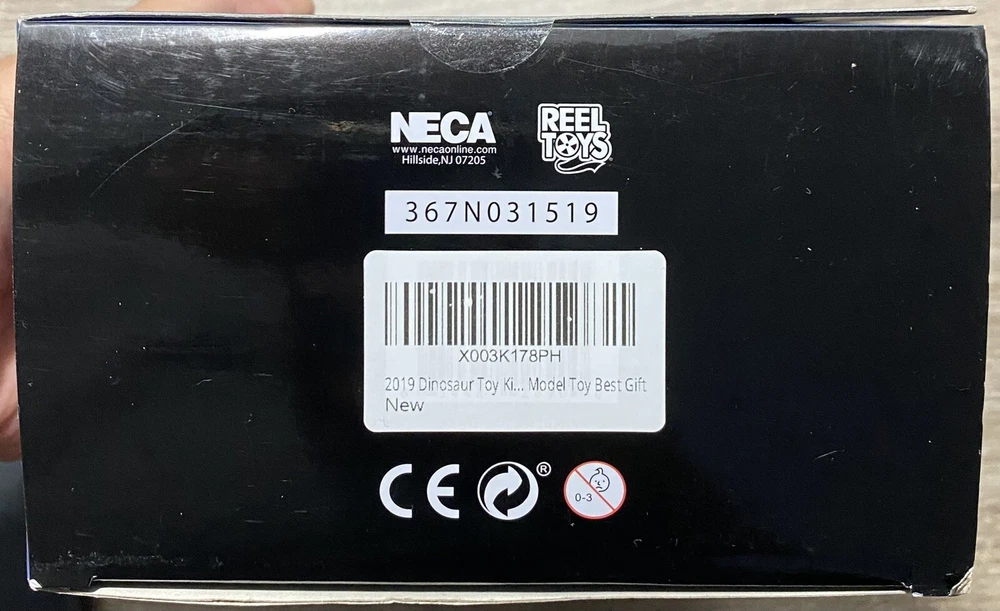 NECA
www.necaonline.com
Hillside,NJ 07205
REEL
TOYS
367N031519
X003K178PH
2019 Dinosaur Toy Ki... Model Toy Best Gift
New
CE
®
0-3